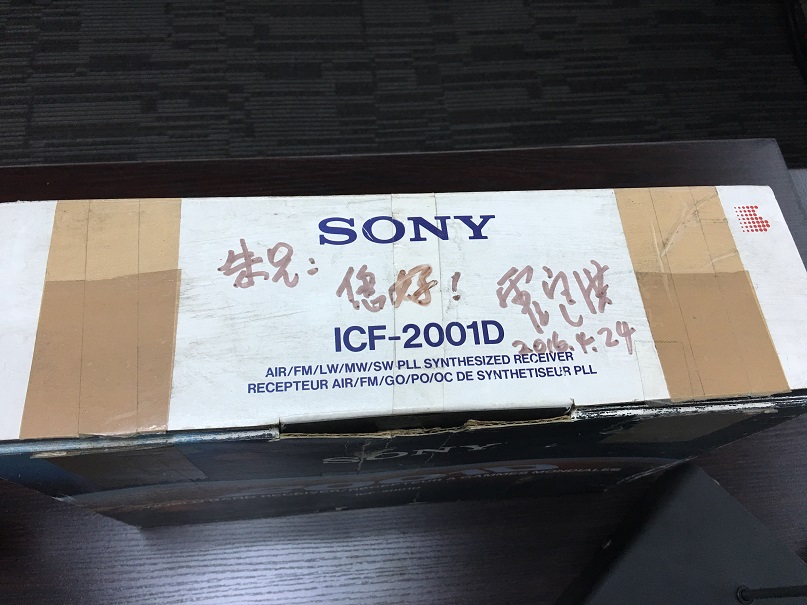 SONY
朱兄:
您好!
ICF-2001D
2016.4.24
AIR/FM/LW/MW/SW PLL SYNTHESIZED RECEIVER
RECEPTEUR AIR/FM/GO/PO/OC DE SYNTHETISEUR PLL
SONY